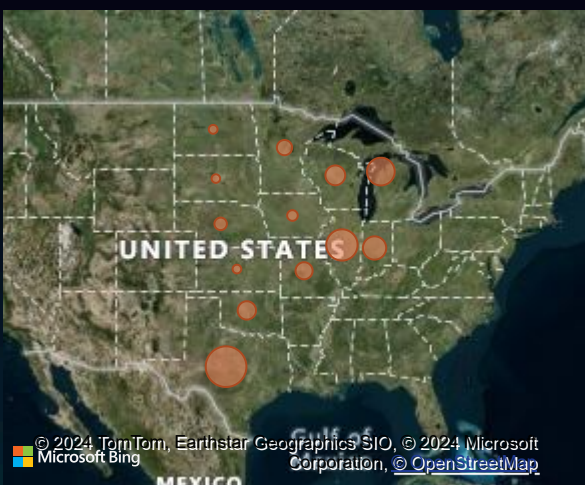 UNITED STATES
Gulf of
© 2024 TomTom, Earthstar Geographics SIO, © 2024 Microsoft
Microsoft Bing
Corporation, © OpenStreetMap
MEXICO